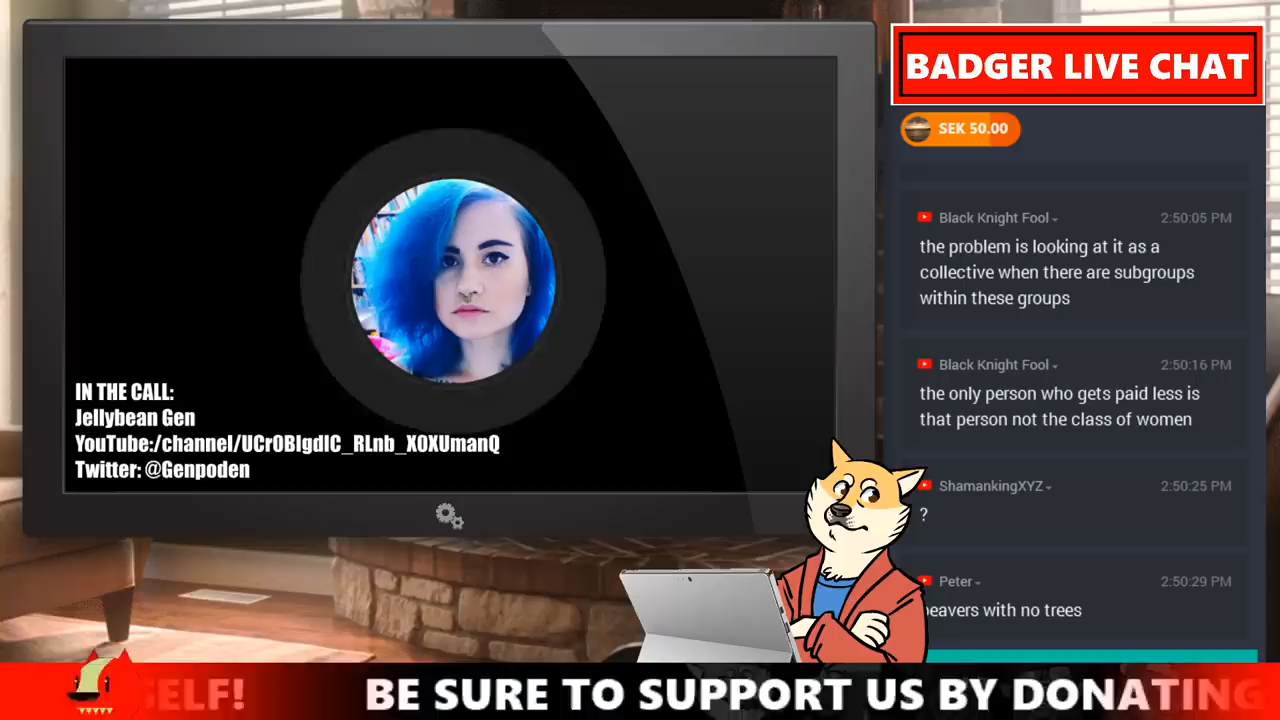 BADGER LIVE CHAT
SEK 50.00
Black Knight Fool
2:50:05 PM
the problem is looking at it as a
collective when there are subgroups
within these groups
Black Knight Fool
2:50:16 PM
the only person who gets paid less is
that person not the class of women
ShamankingXYZ
2:50:25 PM
?
Peter
2:50:29 PM
beavers with no trees
IN THE CALL:
Jellybean Gen
YouTube:/channel/UCrOBIgdIC_RLnb_XOXUmanQ
Twitter: @Genpoden
SELF!
BE SURE TO SUPPORT US BY DONATING